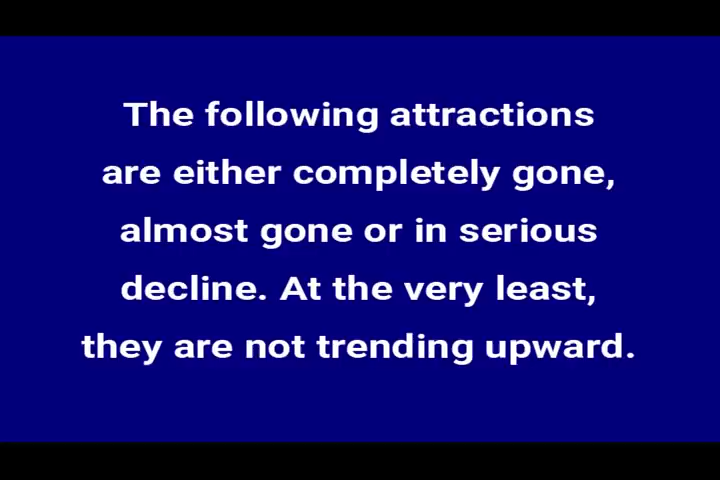 The following attractions
are either completely gone,
almost gone or in serious
decline. At the very least,
they are not trending upward.